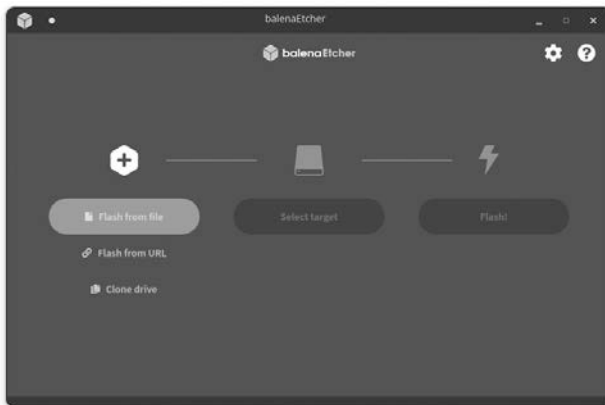 balenaEtcher
balenaEtcher
Flash from file
Select target
Flash!
Flash from URL
Clone drive